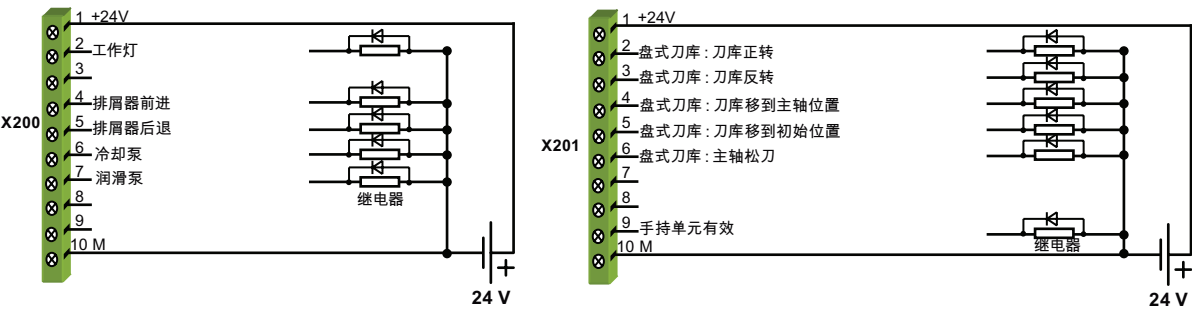 1 +24V
2 工作灯
3
4 排屑器前进
X200
5 排屑器后退
6 冷却泵
7 润滑泵
继电器
8
9
10 M
24 V
1 +24V
2 盘式刀库 : 刀库正转
3 盘式刀库 : 刀库反转
4 盘式刀库 : 刀库移到主轴位置
5 盘式刀库 : 刀库移到初始位置
X201
6 盘式刀库 : 主轴松刀
7
8
9 手持单元有效
10 M
继电器
24 V